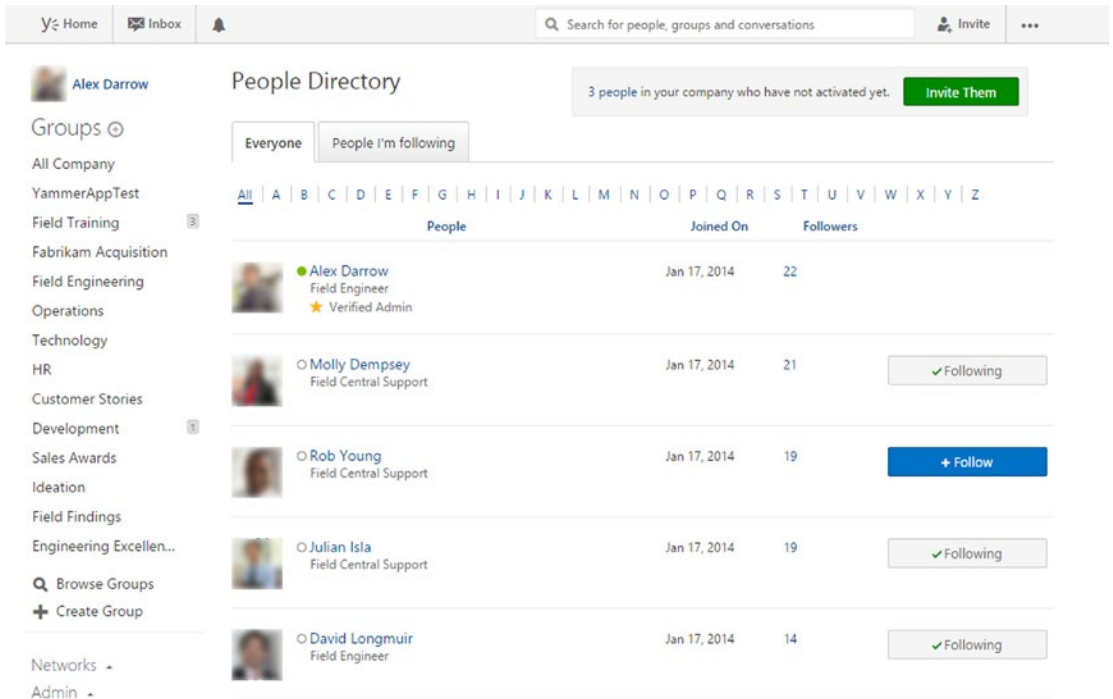 Home Inbox Search for people, groups and conversations Invite
Alex Darrow
Groups
All Company
YammerAppTest
Field Training 3
Fabrikam Acquisition
Field Engineering
Operations
Technology
HR
Customer Stories
Development 1
Sales Awards
Ideation
Field Findings
Engineering Excellen...
Browse Groups
Create Group
Networks
Admin
People Directory
3 people in your company who have not activated yet. Invite Them
Everyone People I'm following
All | A | B | C | D | E | F | G | H | I | J | K | L | M | N | O | P | Q | R | S | T | U | V | W | X | Y | Z
People Joined On Followers
Alex Darrow Jan 17, 2014 22
Field Engineer
Verified Admin
Molly Dempsey Jan 17, 2014 21 Following
Field Central Support
Rob Young Jan 17, 2014 19 + Follow
Field Central Support
Julian Isla Jan 17, 2014 19 Following
Field Central Support
David Longmuir Jan 17, 2014 14 Following
Field Engineer